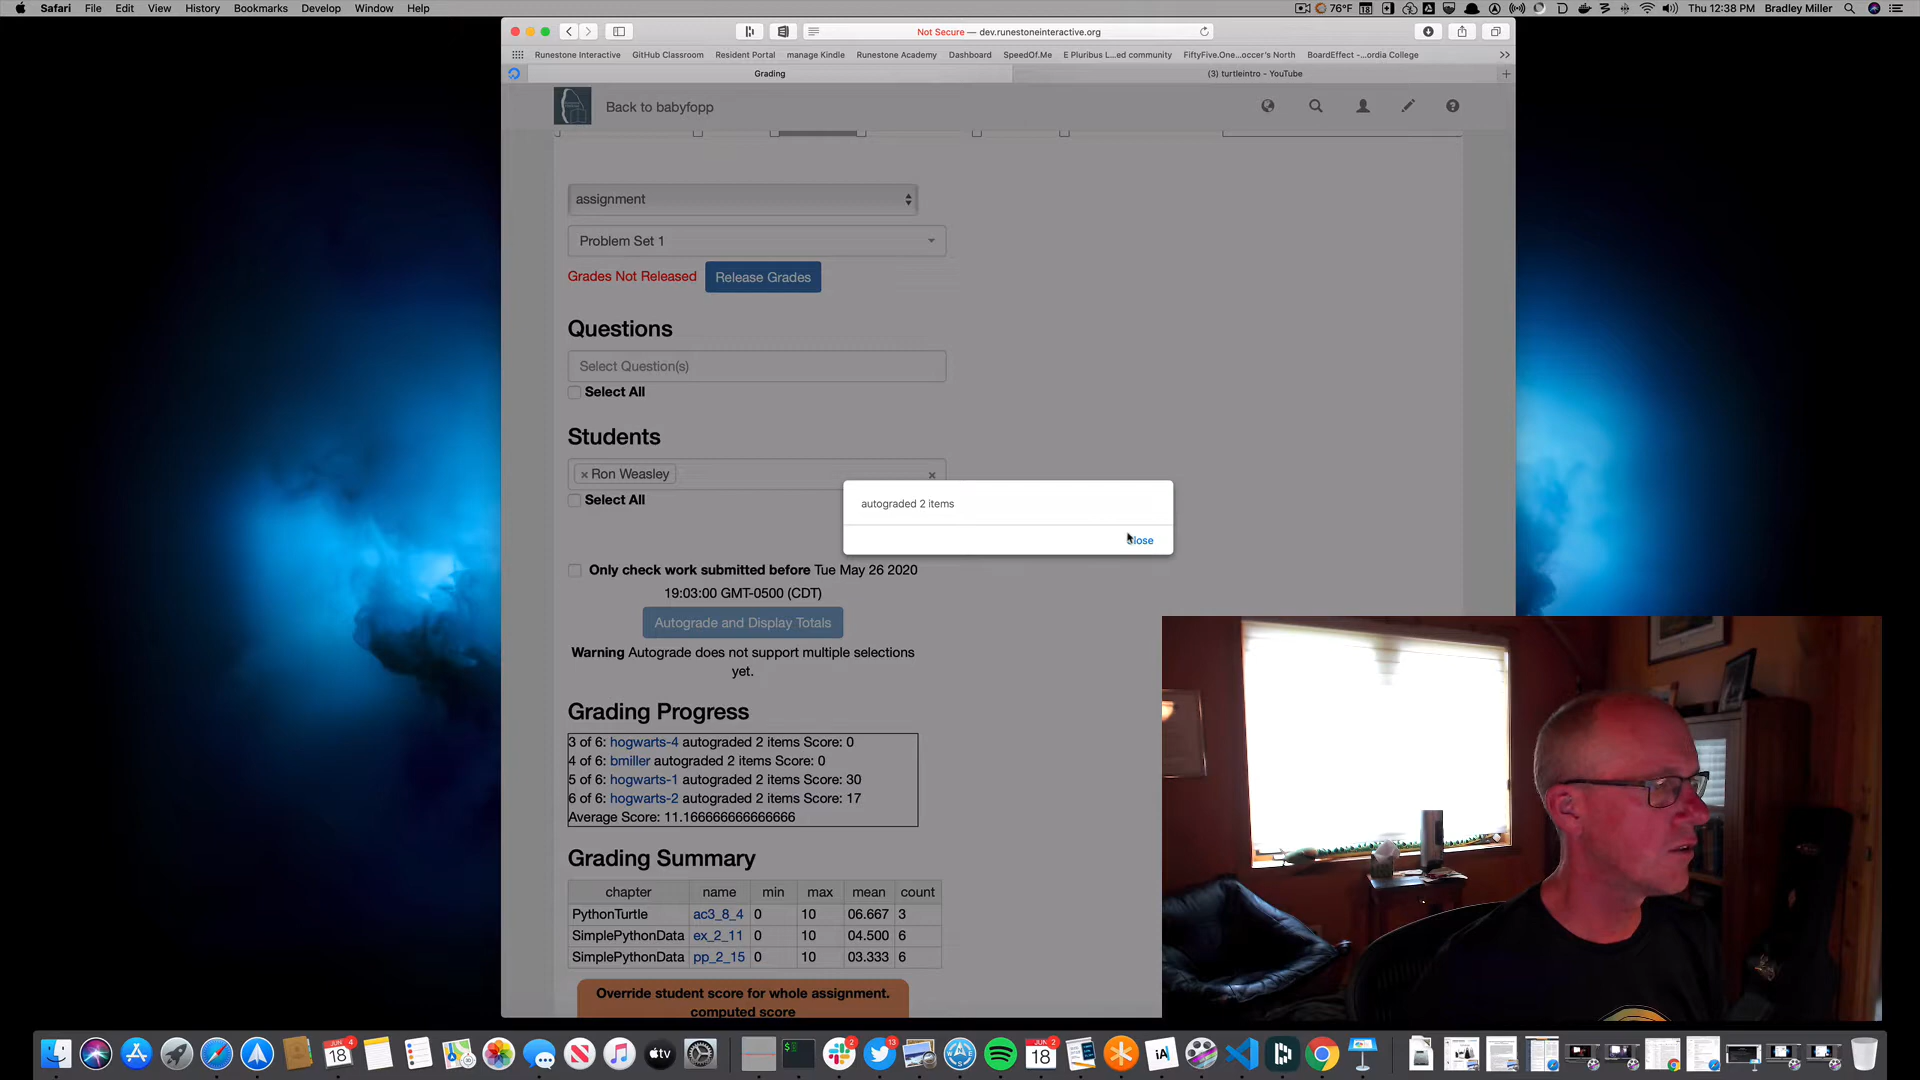 Safari File Edit View History Bookmarks Develop Window Help 76°F Thu 12:38 PM Bradley Miller
Not Secure — dev.runestoneinteractive.org
Runestone Interactive GitHub Classroom Resident Portal manage Kindle Runestone Academy Dashboard SpeedOf.Me E Pluribus L...ed community FiftyFive.One...occer's North BoardEffect -...ordia College
Grading (3) turtleintro - YouTube
Back to babyfopp
assignment
Problem Set 1
Grades Not Released Release Grades
Questions
Select Question(s)
Select All
Students
× Ron Weasley ×
Select All
autograded 2 items
Close
Only check work submitted before Tue May 26 2020
19:03:00 GMT-0500 (CDT)
Autograde and Display Totals
Warning Autograde does not support multiple selections
yet.
Grading Progress
3 of 6: hogwarts-4 autograded 2 items Score: 0
4 of 6: bmiller autograded 2 items Score: 0
5 of 6: hogwarts-1 autograded 2 items Score: 30
6 of 6: hogwarts-2 autograded 2 items Score: 17
Average Score: 11.166666666666666
Grading Summary
chapter name min max mean count
PythonTurtle ac3_8_4 0 10 06.667 3
SimplePythonData ex_2_11 0 10 04.500 6
SimplePythonData pp_2_15 0 10 03.333 6
Override student score for whole assignment.
computed score